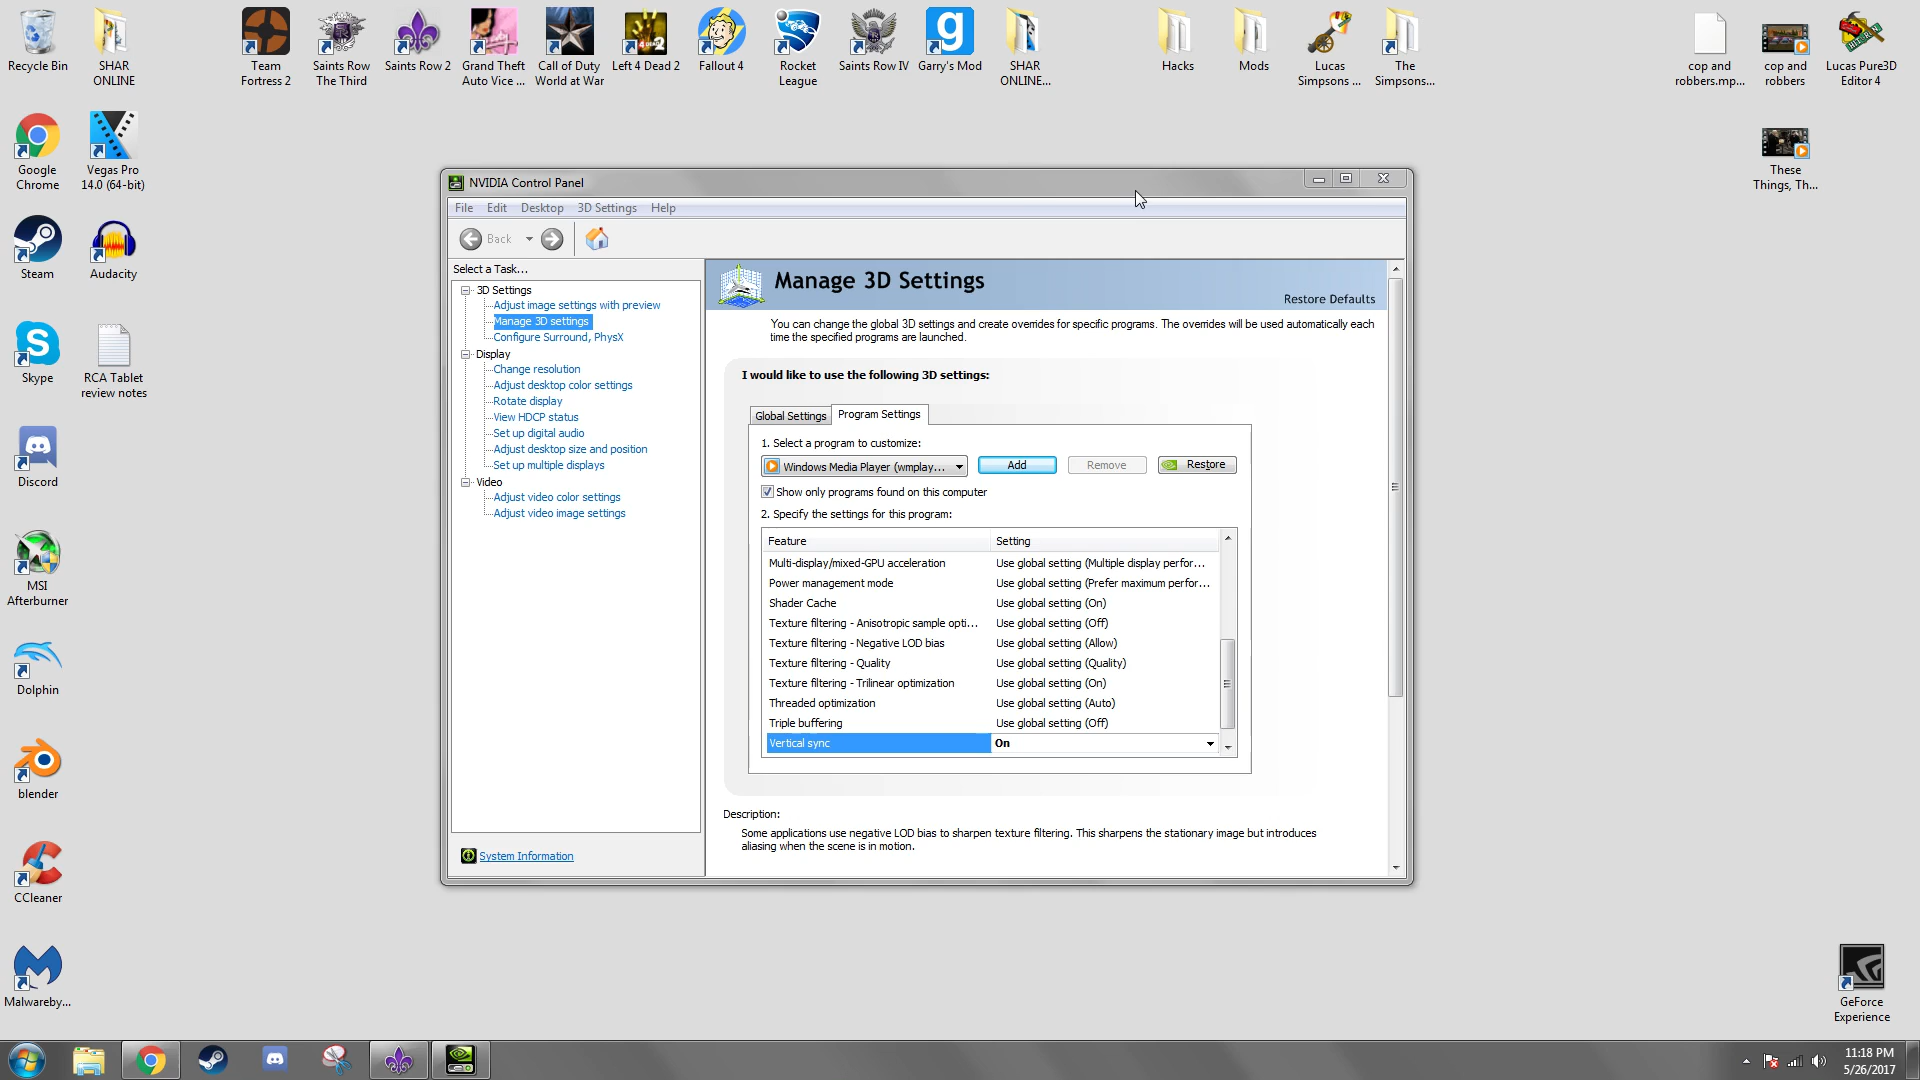 Recycle Bin
SHAR
ONLINE
Team
Fortress 2
Saints Row
The Third
Saints Row 2
Grand Theft
Auto Vice ...
Call of Duty
World at War
Left 4 Dead 2
Fallout 4
Rocket
League
Saints Row IV
Garry's Mod
SHAR
ONLINE...
Hacks
Mods
Lucas
Simpsons ...
The
Simpsons...
cop and
robbers.mp...
cop and
robbers
Lucas Pure3D
Editor 4
Google
Chrome
Vegas Pro
14.0 (64-bit)
These
Things, Th...
Steam
Audacity
Skype
RCA Tablet
review notes
Discord
MSI
Afterburner
Dolphin
blender
CCleaner
Malwareby...
GeForce
Experience
NVIDIA Control Panel
File Edit Desktop 3D Settings Help
Back
Select a Task...
3D Settings
Adjust image settings with preview
Manage 3D settings
Configure Surround, PhysX
Display
Change resolution
Adjust desktop color settings
Rotate display
View HDCP status
Set up digital audio
Adjust desktop size and position
Set up multiple displays
Video
Adjust video color settings
Adjust video image settings
System Information
Manage 3D Settings
Restore Defaults
You can change the global 3D settings and create overrides for specific programs. The overrides will be used automatically each
time the specified programs are launched.
I would like to use the following 3D settings:
Global Settings Program Settings
1. Select a program to customize:
Windows Media Player (wmplay... Add Remove Restore
Show only programs found on this computer
2. Specify the settings for this program:
Feature Setting
Multi-display/mixed-GPU acceleration Use global setting (Multiple display perfor...
Power management mode Use global setting (Prefer maximum perfor...
Shader Cache Use global setting (On)
Texture filtering - Anisotropic sample opti... Use global setting (Off)
Texture filtering - Negative LOD bias Use global setting (Allow)
Texture filtering - Quality Use global setting (Quality)
Texture filtering - Trilinear optimization Use global setting (On)
Threaded optimization Use global setting (Auto)
Triple buffering Use global setting (Off)
Vertical sync On
Description:
Some applications use negative LOD bias to sharpen texture filtering. This sharpens the stationary image but introduces
aliasing when the scene is in motion.
11:18 PM
5/26/2017